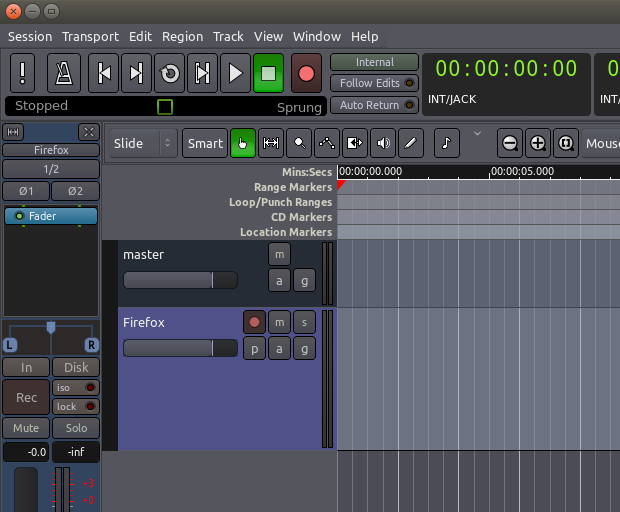 Session Transport Edit Region Track View Window Help
Internal
Follow Edits
Auto Return
00:00:00:00
INT/JACK
INT/
Stopped
Sprung
Firefox
1/2
Ø1 Ø2
Fader
Slide
Smart
Mouse
Mins:Secs
00:00:00.000
00:00:05.000
Range Markers
Loop/Punch Ranges
CD Markers
Location Markers
master
m
a g
Firefox
m s
p a g
L R
In Disk
Rec
iso
lock
Mute Solo
-0.0 -inf
-3
+0